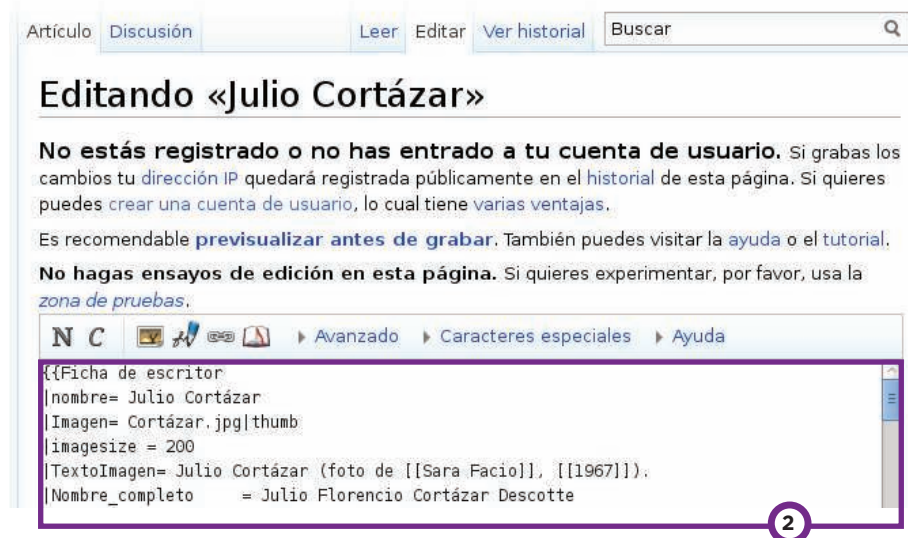 Artículo Discusión Leer Editar Ver historial Buscar
Editando «Julio Cortázar»
No estás registrado o no has entrado a tu cuenta de usuario. Si grabas los
cambios tu dirección IP quedará registrada públicamente en el historial de esta página. Si quieres
puedes crear una cuenta de usuario, lo cual tiene varias ventajas.
Es recomendable previsualizar antes de grabar. También puedes visitar la ayuda o el tutorial.
No hagas ensayos de edición en esta página. Si quieres experimentar, por favor, usa la
zona de pruebas.
N C Avanzado Caracteres especiales Ayuda
{{Ficha de escritor
|nombre= Julio Cortázar
|Imagen= Cortázar.jpg|thumb
|imagesize = 200
|TextoImagen= Julio Cortázar (foto de [[Sara Facio]], [[1967]]).
|Nombre_completo = Julio Florencio Cortázar Descotte
2